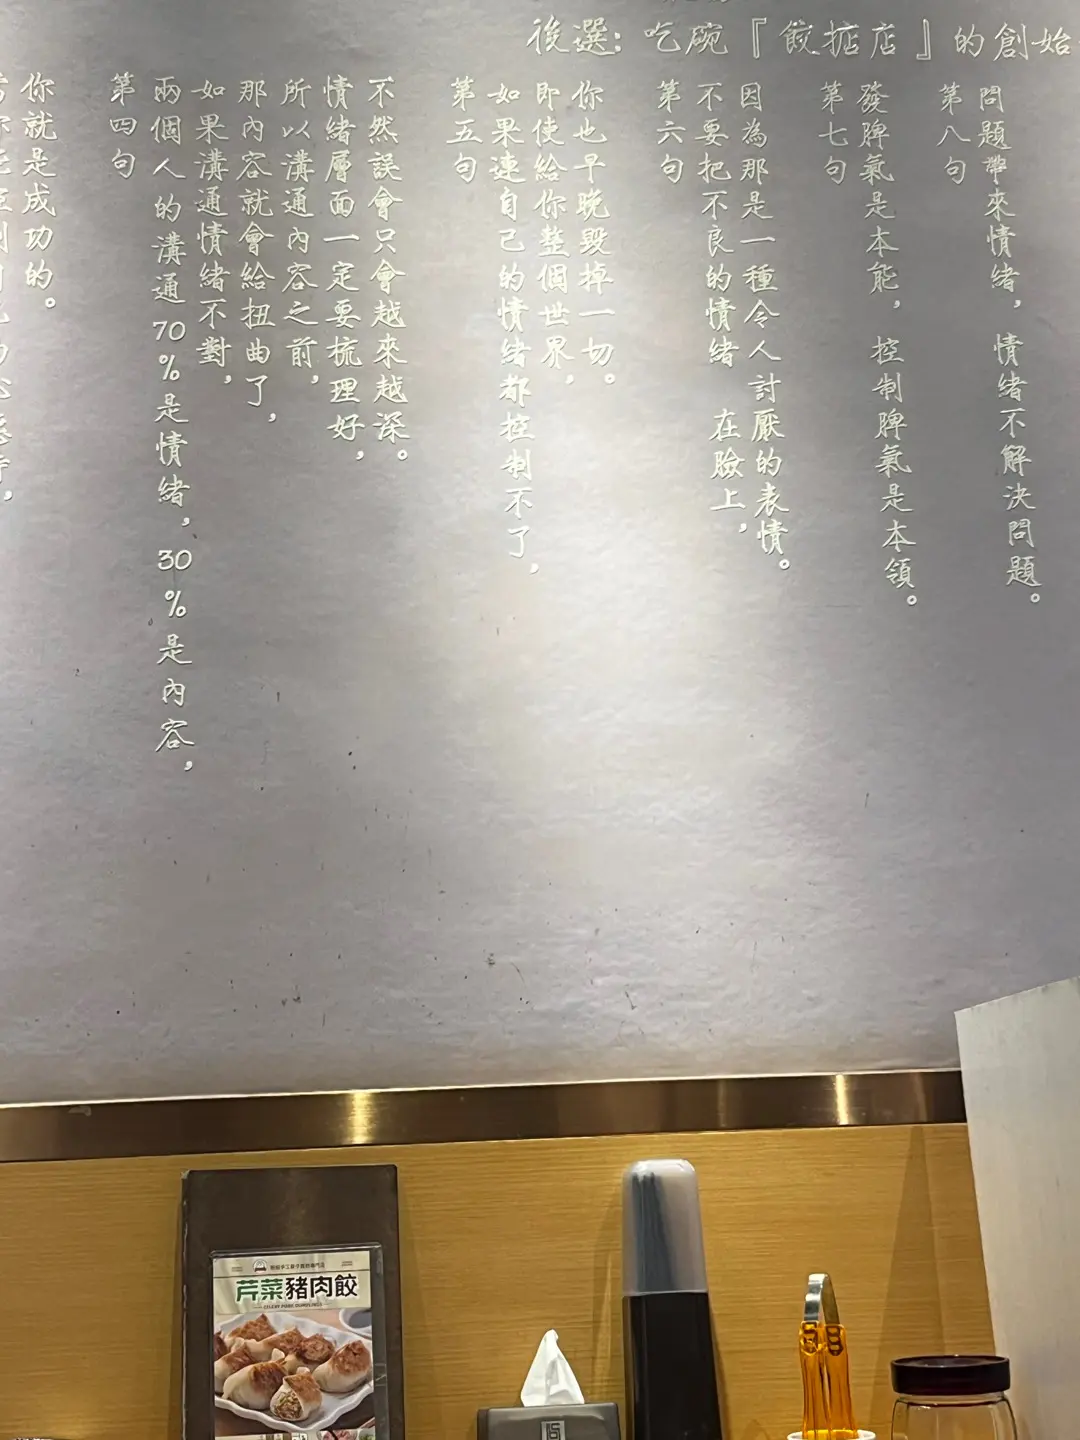 後選:吃碗『餃掂店』的創始
你就是成功的。
第四句
兩個人的溝通70%是情緒，30%是內容，
如果溝通情緒不對，
那內容就會給扭曲了，
所以溝通內容之前，
情緒層面一定要梳理好，
不然誤會只會越來越深。
第五句
如果連自己的情緒都控制不了，
即使給你整個世界，
你也早晚毀掉一切。
第六句
不要把不良的情緒 在臉上，
因為那是一種令人討厭的表情。
第七句
發脾氣是本能，控制脾氣是本領。
第八句
問題帶來情緒，情緒不解決問題。
芹菜豬肉餃
CELERY PORK DUMPLINGS